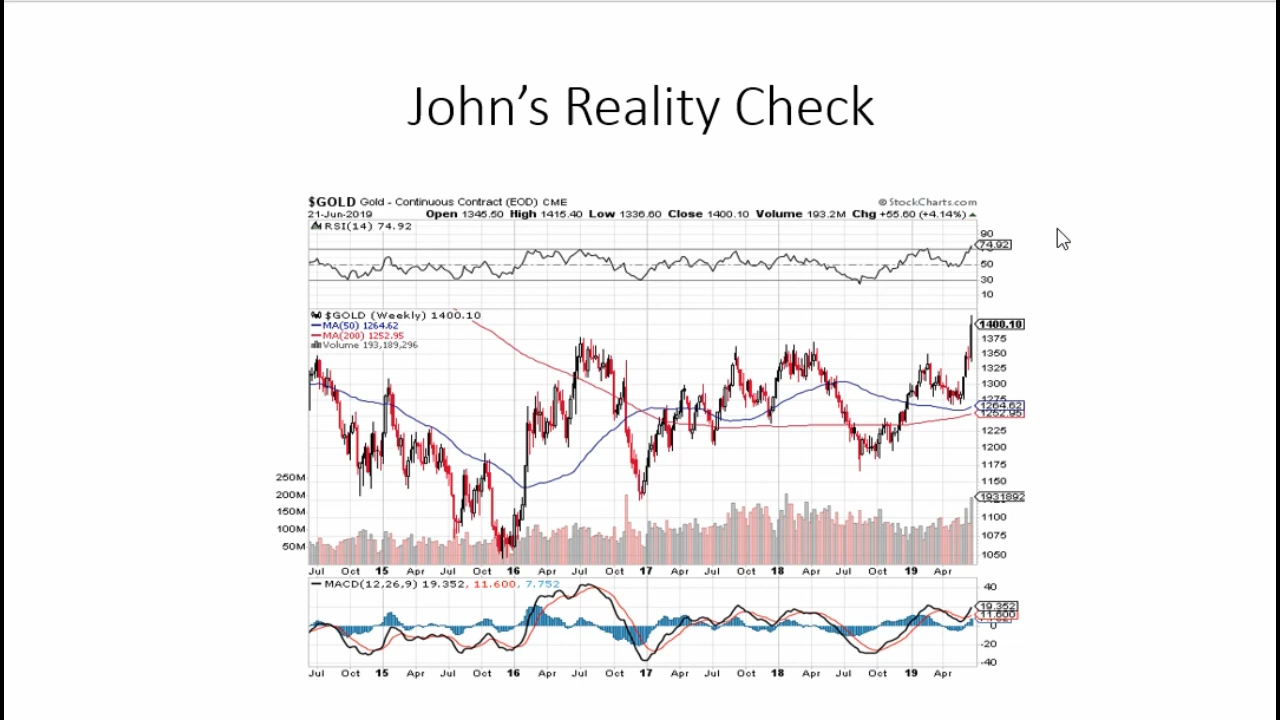 John's Reality Check
$GOLD Gold - Continuous Contract (EOD) CME © StockCharts.com
21-Jun-2019 Open 1345.50 High 1415.40 Low 1336.60 Close 1400.10 Volume 193.2M Chg +55.60 (+4.14%)
RSI(14) 74.92
90
74.92
50
30
10
$GOLD (Weekly) 1400.10
MA(50) 1264.62
MA(200) 1252.95
Volume 193,189,296
1400.10
1375
1350
1325
1300
1275
1264.62
1252.95
1225
1200
1175
1150
1931892
1100
1075
1050
250M
200M
150M
100M
50M
Jul Oct 15 Apr Jul Oct 16 Apr Jul Oct 17 Apr Jul Oct 18 Apr Jul Oct 19 Apr
MACD(12,26,9) 19.352, 11.600, 7.752
40
19.352
11.600
0
-20
-40
Jul Oct 15 Apr Jul Oct 16 Apr Jul Oct 17 Apr Jul Oct 18 Apr Jul Oct 19 Apr